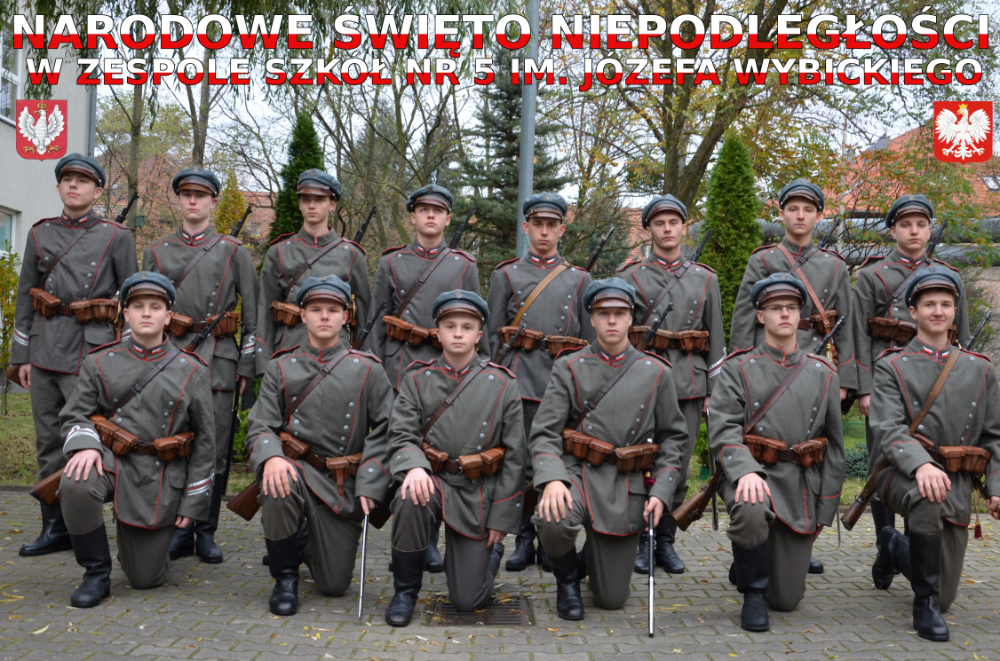 NARODOWE ŚWIĘTO NIEPODLEGŁOŚCI
W ZESPOLE SZKÓŁ NR 5 IM. JÓZEFA WYBICKIEGO